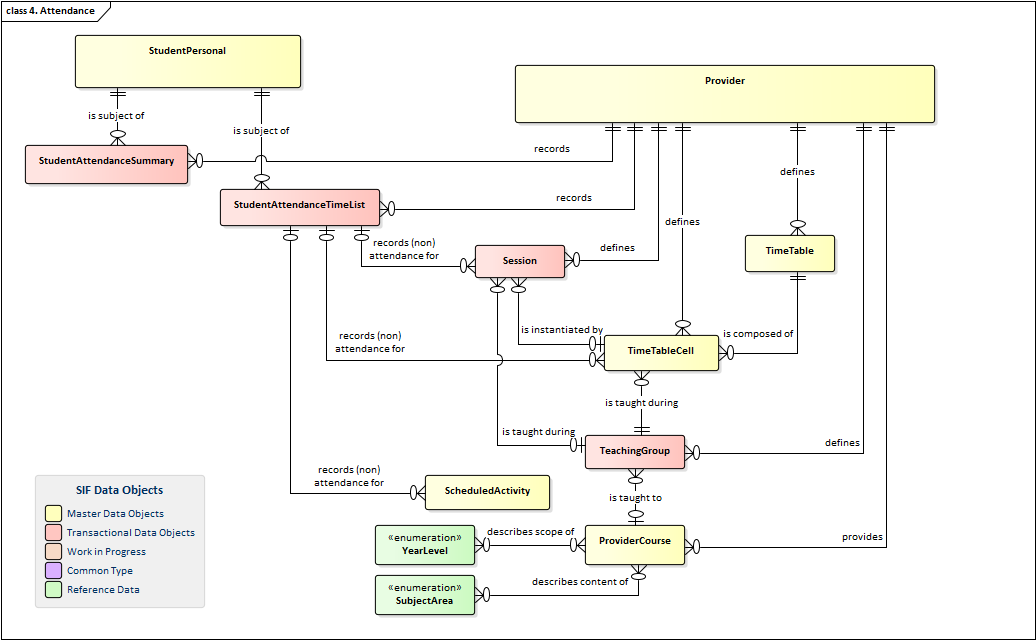 class 4. Attendance
StudentPersonal
Provider
is subject of
is subject of
StudentAttendanceSummary
records
defines
StudentAttendanceTimeList
records
defines
records (non)
attendance for
Session
defines
TimeTable
is instantiated by
records (non)
attendance for
is composed of
TimeTableCell
is taught during
is taught during
TeachingGroup
defines
records (non)
attendance for
ScheduledActivity
is taught to
SIF Data Objects
Master Data Objects
Transactional Data Objects
Work in Progress
Common Type
Reference Data
«enumeration»
YearLevel
describes scope of
ProviderCourse
provides
«enumeration»
SubjectArea
describes content of